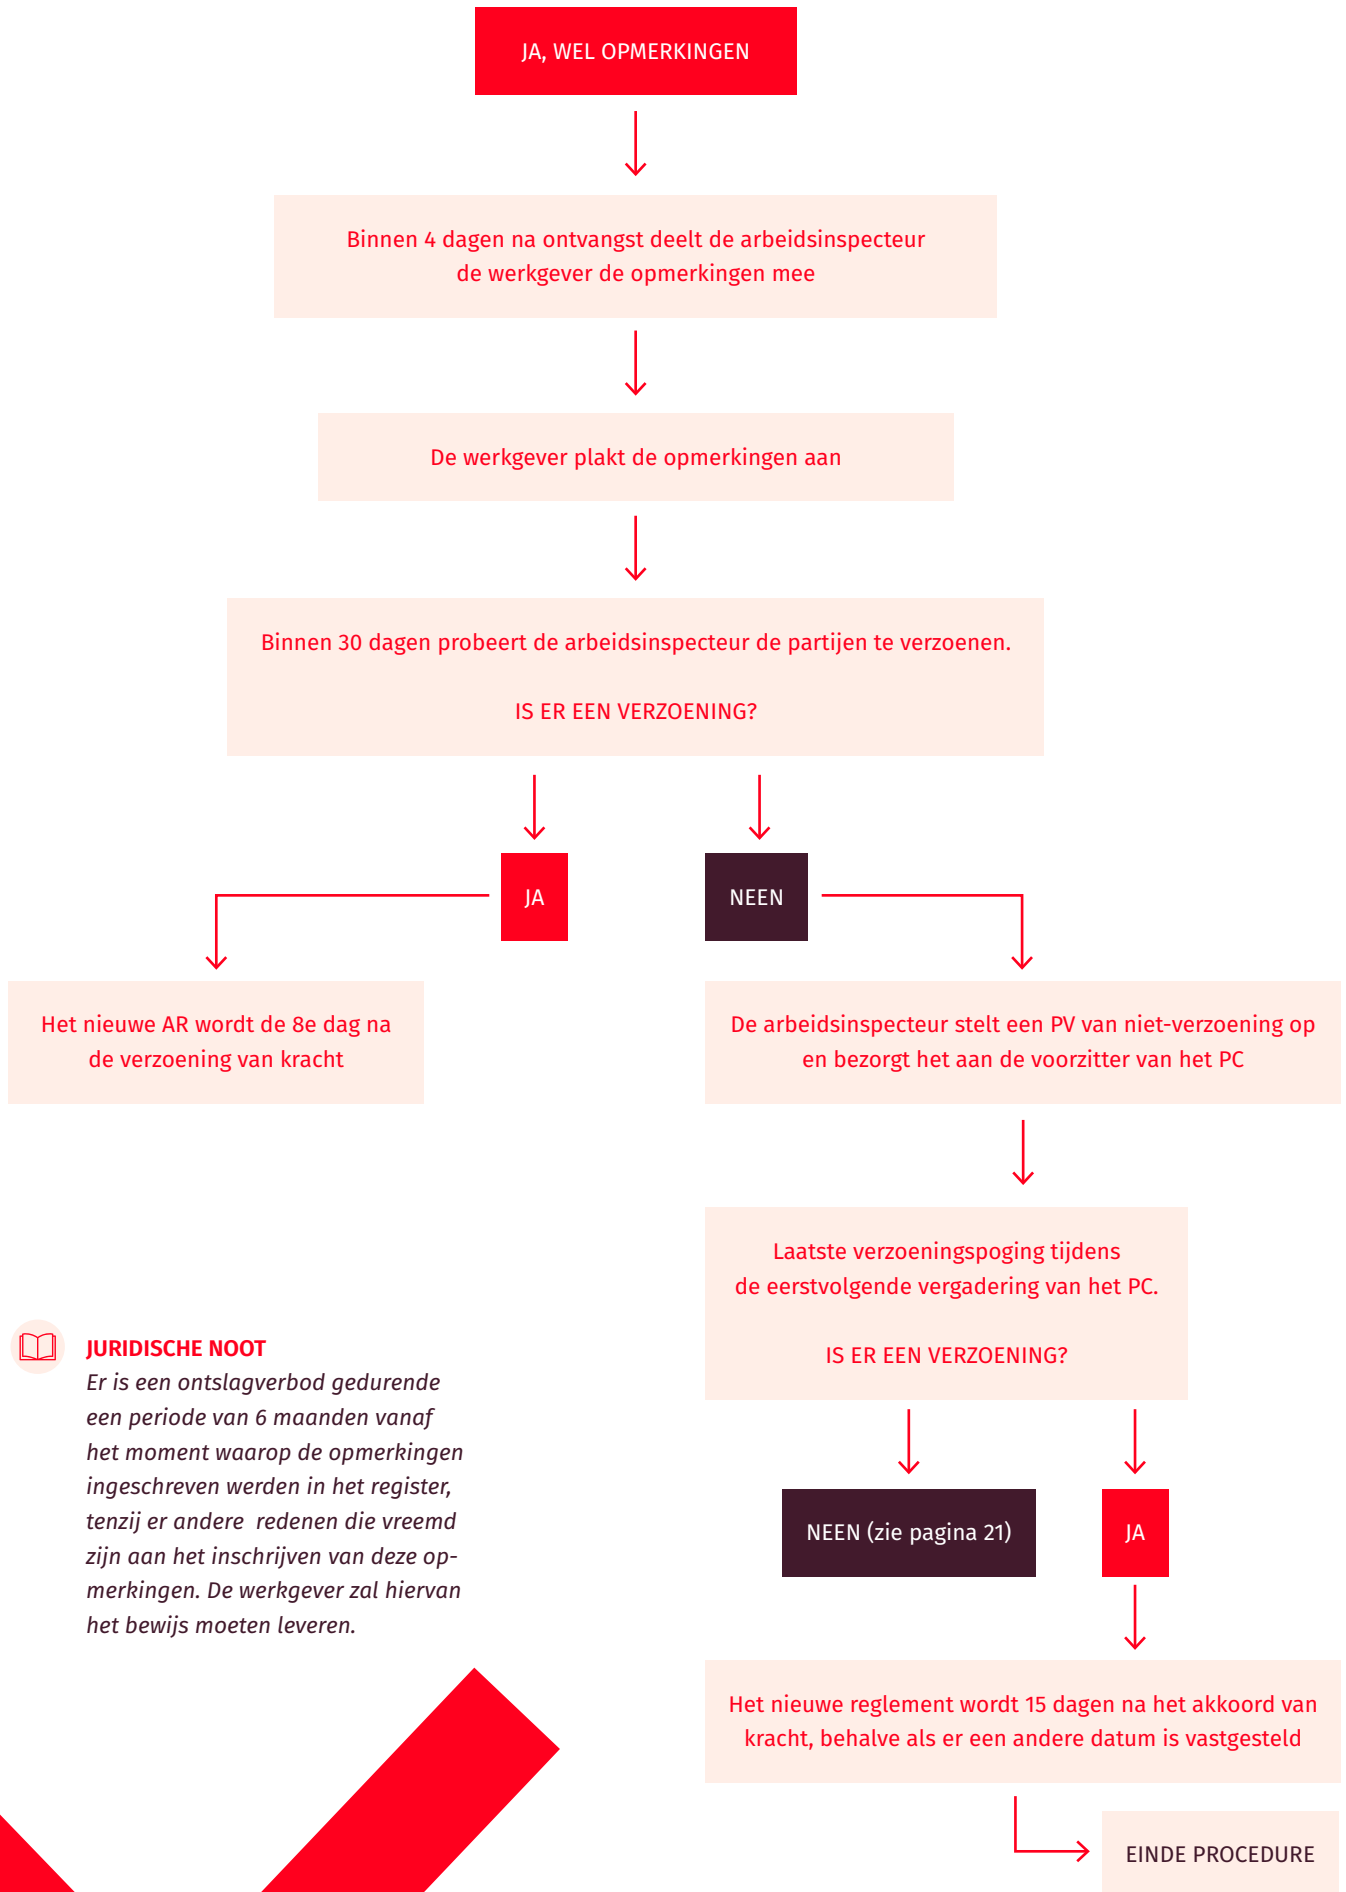 JA, WEL OPMERKINGEN
Binnen 4 dagen na ontvangst deelt de arbeidsinspecteur
de werkgever de opmerkingen mee
De werkgever plakt de opmerkingen aan
Binnen 30 dagen probeert de arbeidsinspecteur de partijen te verzoenen.
IS ER EEN VERZOENING?
JA
NEEN
Het nieuwe AR wordt de 8e dag na
de verzoening van kracht
De arbeidsinspecteur stelt een PV van niet-verzoening op
en bezorgt het aan de voorzitter van het PC
Laatste verzoeningspoging tijdens
de eerstvolgende vergadering van het PC.
IS ER EEN VERZOENING?
JURIDISCHE NOOT
Er is een ontslagverbod gedurende
een periode van 6 maanden vanaf
het moment waarop de opmerkingen
ingeschreven werden in het register,
tenzij er andere  redenen die vreemd
zijn aan het inschrijven van deze op-
merkingen. De werkgever zal hiervan
het bewijs moeten leveren.
NEEN (zie pagina 21)
JA
Het nieuwe reglement wordt 15 dagen na het akkoord van
kracht, behalve als er een andere datum is vastgesteld
EINDE PROCEDURE